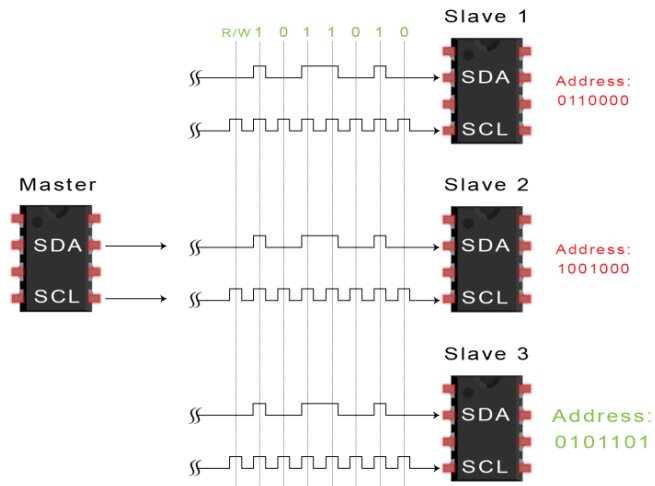 Slave 1
R/W 1 0 1 1 0 1 0
SDA
SCL
Address:
0110000
Master
SDA
SCL
Slave 2
SDA
SCL
Address:
1001000
Slave 3
SDA
SCL
Address:
0101101